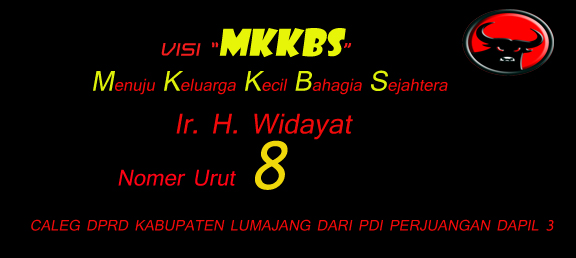 VISI "MKKBS"
Menuju Keluarga Kecil Bahagia Sejahtera
Ir. H. Widayat
Nomer Urut 8
CALEG DPRD KABUPATEN LUMAJANG DARI PDI PERJUANGAN DAPIL 3